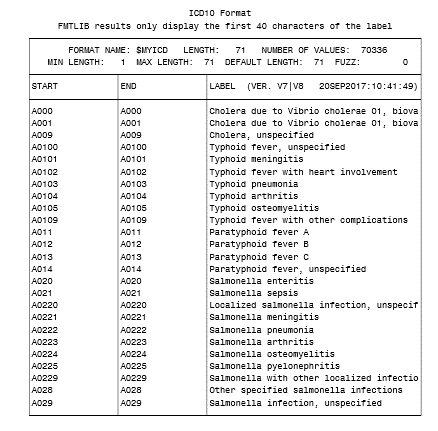 ICD10 Format
FMTLIB results only display the first 40 characters of the label
FORMAT NAME: $MYICD LENGTH: 71 NUMBER OF VALUES: 70336
MIN LENGTH: 1 MAX LENGTH: 71 DEFAULT LENGTH: 71 FUZZ: 0
START END LABEL (VER. V7|V8 20SEP2017:10:41:49)
A000 A000 Cholera due to Vibrio cholerae 01, biova
A001 A001 Cholera due to Vibrio cholerae 01, biova
A009 A009 Cholera, unspecified
A0100 A0100 Typhoid fever, unspecified
A0101 A0101 Typhoid meningitis
A0102 A0102 Typhoid fever with heart involvement
A0103 A0103 Typhoid pneumonia
A0104 A0104 Typhoid arthritis
A0105 A0105 Typhoid osteomyelitis
A0109 A0109 Typhoid fever with other complications
A011 A011 Paratyphoid fever A
A012 A012 Paratyphoid fever B
A013 A013 Paratyphoid fever C
A014 A014 Paratyphoid fever, unspecified
A020 A020 Salmonella enteritis
A021 A021 Salmonella sepsis
A0220 A0220 Localized salmonella infection, unspecif
A0221 A0221 Salmonella meningitis
A0222 A0222 Salmonella pneumonia
A0223 A0223 Salmonella arthritis
A0224 A0224 Salmonella osteomyelitis
A0225 A0225 Salmonella pyelonephritis
A0229 A0229 Salmonella with other localized infectio
A028 A028 Other specified salmonella infections
A029 A029 Salmonella infection, unspecified